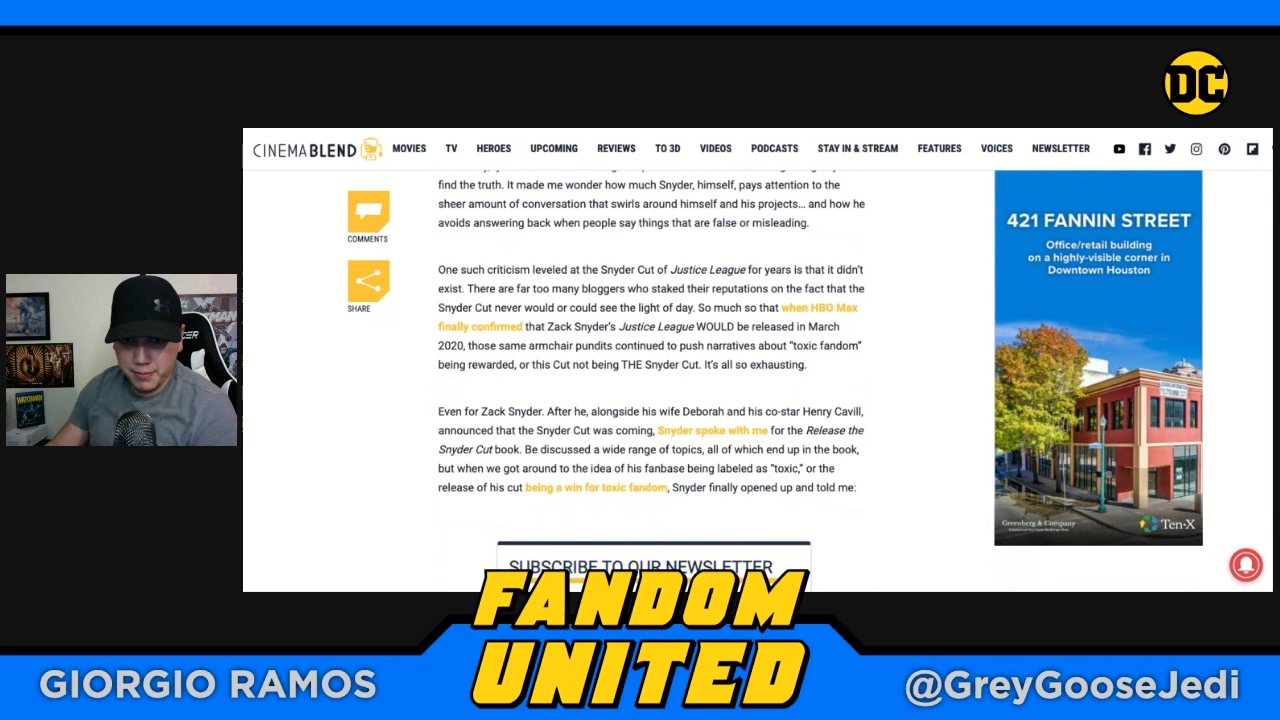 DC
CINEMABLEND
MOVIES TV HEROES UPCOMING REVIEWS TO 3D VIDEOS PODCASTS STAY IN & STREAM FEATURES VOICES NEWSLETTER
find the truth. It made me wonder how much Snyder, himself, pays attention to the
sheer amount of conversation that swirls around himself and his projects… and how he
avoids answering back when people say things that are false or misleading.
COMMENTS
SHARE
One such criticism leveled at the Snyder Cut of Justice League for years is that it didn't
exist. There are far too many bloggers who staked their reputations on the fact that the
Snyder Cut never would or could see the light of day. So much so that when HBO Max
finally confirmed that Zack Snyder's Justice League WOULD be released in March
2020, those same armchair pundits continued to push narratives about "toxic fandom"
being rewarded, or this Cut not being THE Snyder Cut. It's all so exhausting.
Even for Zack Snyder. After he, alongside his wife Deborah and his co-star Henry Cavill,
announced that the Snyder Cut was coming, Snyder spoke with me for the Release the
Snyder Cut book. Be discussed a wide range of topics, all of which end up in the book,
but when we got around to the idea of his fanbase being labeled as "toxic," or the
release of his cut being a win for toxic fandom, Snyder finally opened up and told me:
SUBSCRIBE TO OUR NEWSLETTER
421 FANNIN STREET
Office/retail building
on a highly-visible corner in
Downtown Houston
Greenberg & Company
Ten-X
WATCHMEN
FANDOM
UNITED
GIORGIO RAMOS
@GreyGooseJedi